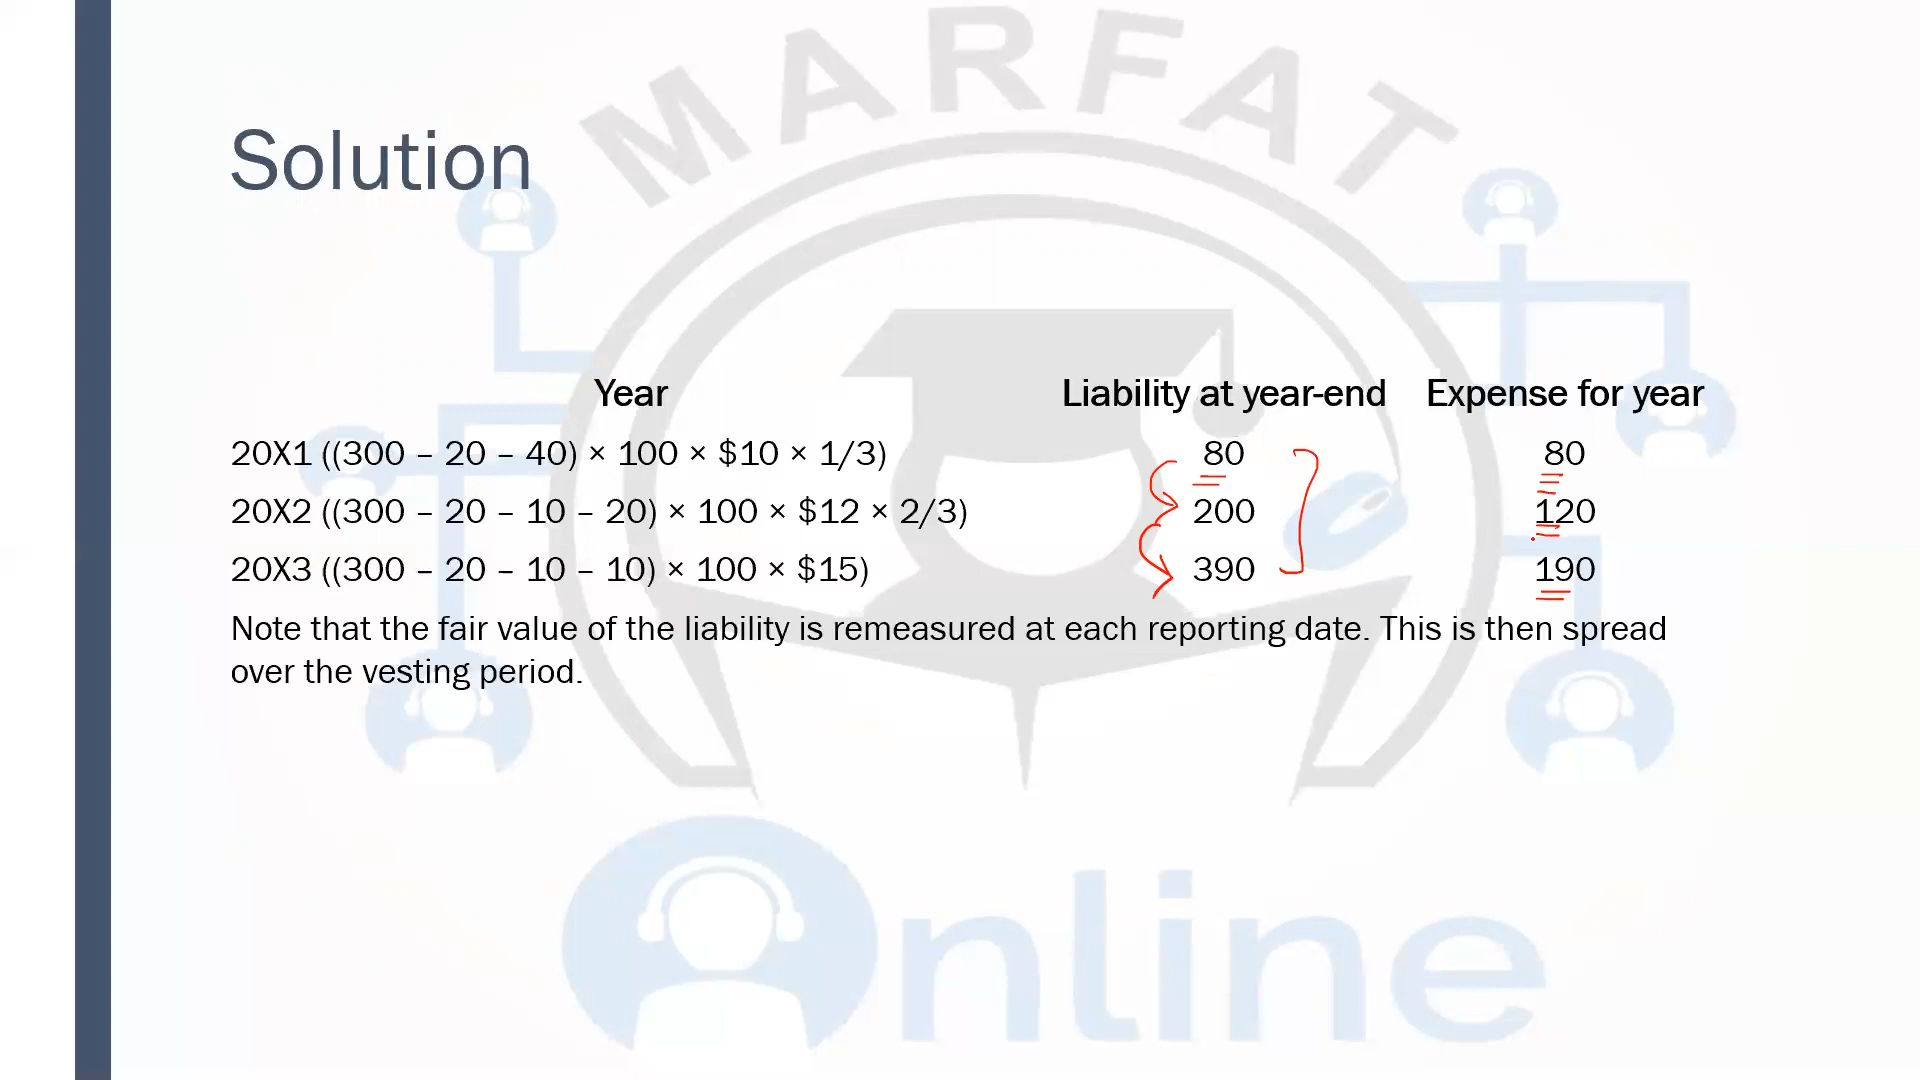 MARFAT
Solution
Year Liability at year-end Expense for year
20X1 ((300 – 20 – 40) × 100 × $10 × 1/3) 80 80
20X2 ((300 – 20 – 10 – 20) × 100 × $12 × 2/3) 200 120
20X3 ((300 – 20 – 10 – 10) × 100 × $15) 390 190
Note that the fair value of the liability is remeasured at each reporting date. This is then spread
over the vesting period.
nline